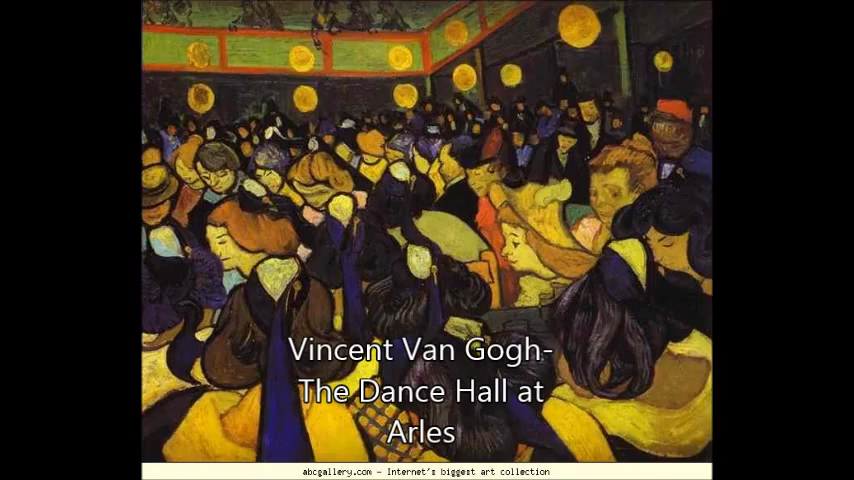 Vincent Van Gogh-
The Dance Hall at
Arles
abcgallery.com - Internet's biggest art collection